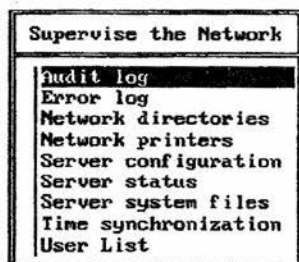 Supervise the Network
Audit log
Error log
Network directories
Network printers
Server configuration
Server status
Server system files
Time synchronization
User List